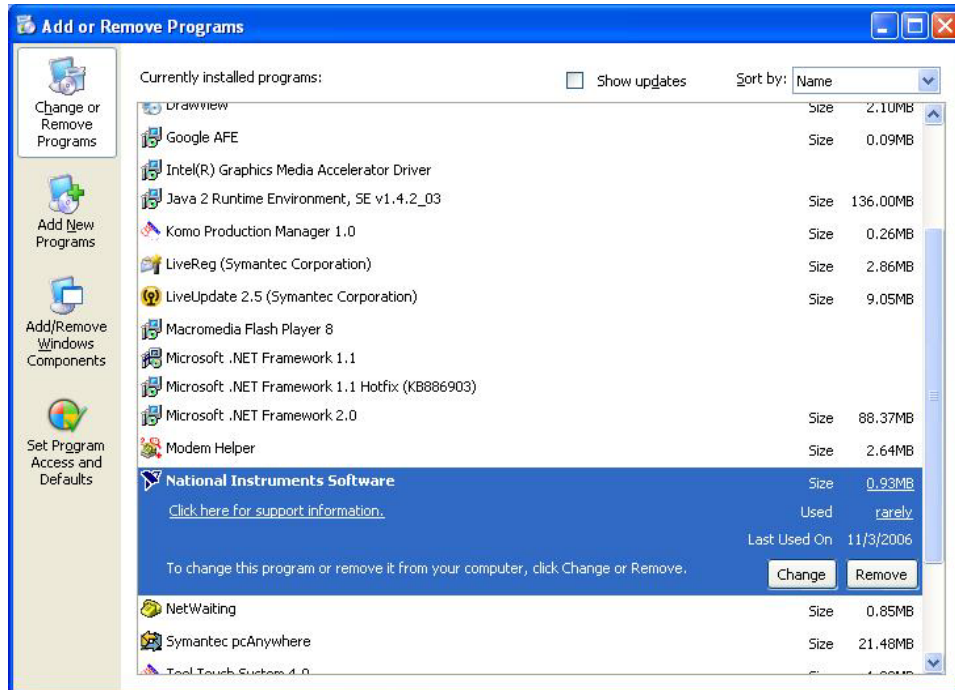 Add or Remove Programs
Change or Remove Programs
Add New Programs
Add/Remove Windows Components
Set Program Access and Defaults
Currently installed programs:
Show updates
Sort by: Name
DrawView Size 2.10MB
Google AFE Size 0.09MB
Intel(R) Graphics Media Accelerator Driver
Java 2 Runtime Environment, SE v1.4.2_03 Size 136.00MB
Komo Production Manager 1.0 Size 0.26MB
LiveReg (Symantec Corporation) Size 2.86MB
LiveUpdate 2.5 (Symantec Corporation) Size 9.05MB
Macromedia Flash Player 8
Microsoft .NET Framework 1.1
Microsoft .NET Framework 1.1 Hotfix (KB886903)
Microsoft .NET Framework 2.0 Size 88.37MB
Modem Helper Size 2.64MB
National Instruments Software Size 0.93MB
Click here for support information. Used rarely
Last Used On 11/3/2006
To change this program or remove it from your computer, click Change or Remove. Change Remove
NetWaiting Size 0.85MB
Symantec pcAnywhere Size 21.48MB
Tool Touch System 4.0